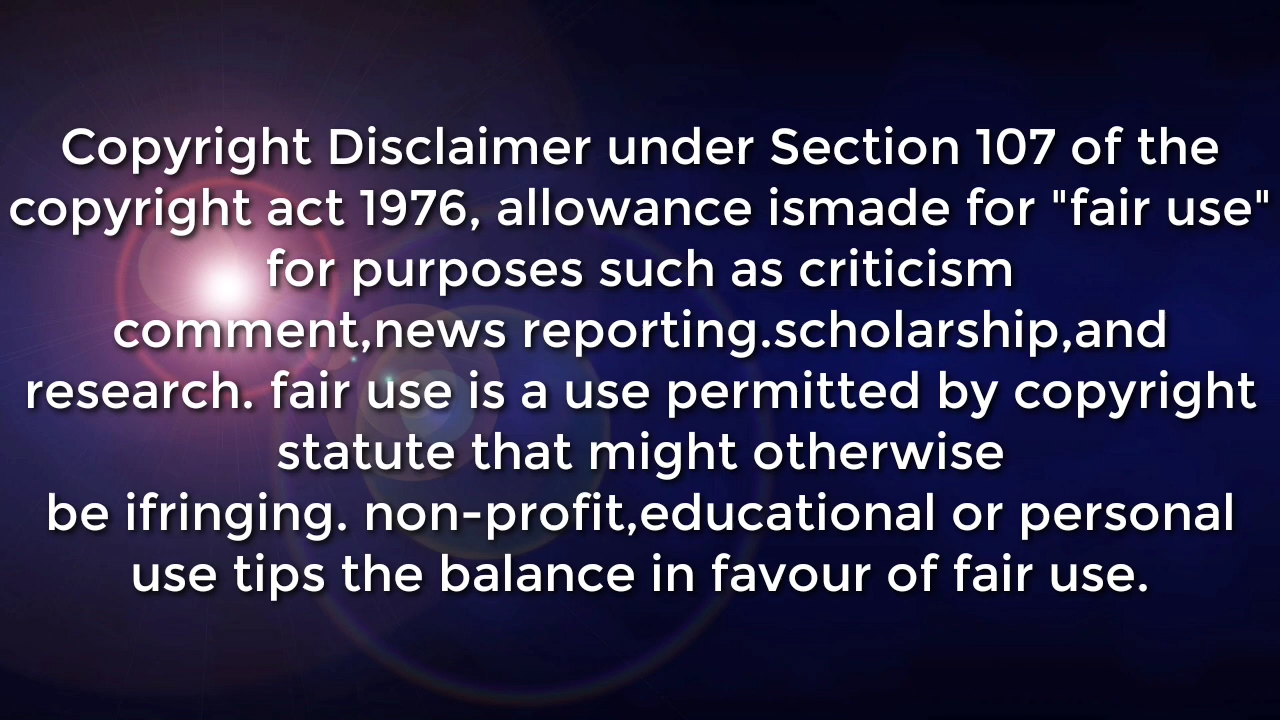 Copyright Disclaimer under Section 107 of the
copyright act 1976, allowance ismade for "fair use"
for purposes such as criticism
comment,news reporting.scholarship,and
research. fair use is a use permitted by copyright
statute that might otherwise
be ifringing. non-profit,educational or personal
use tips the balance in favour of fair use.